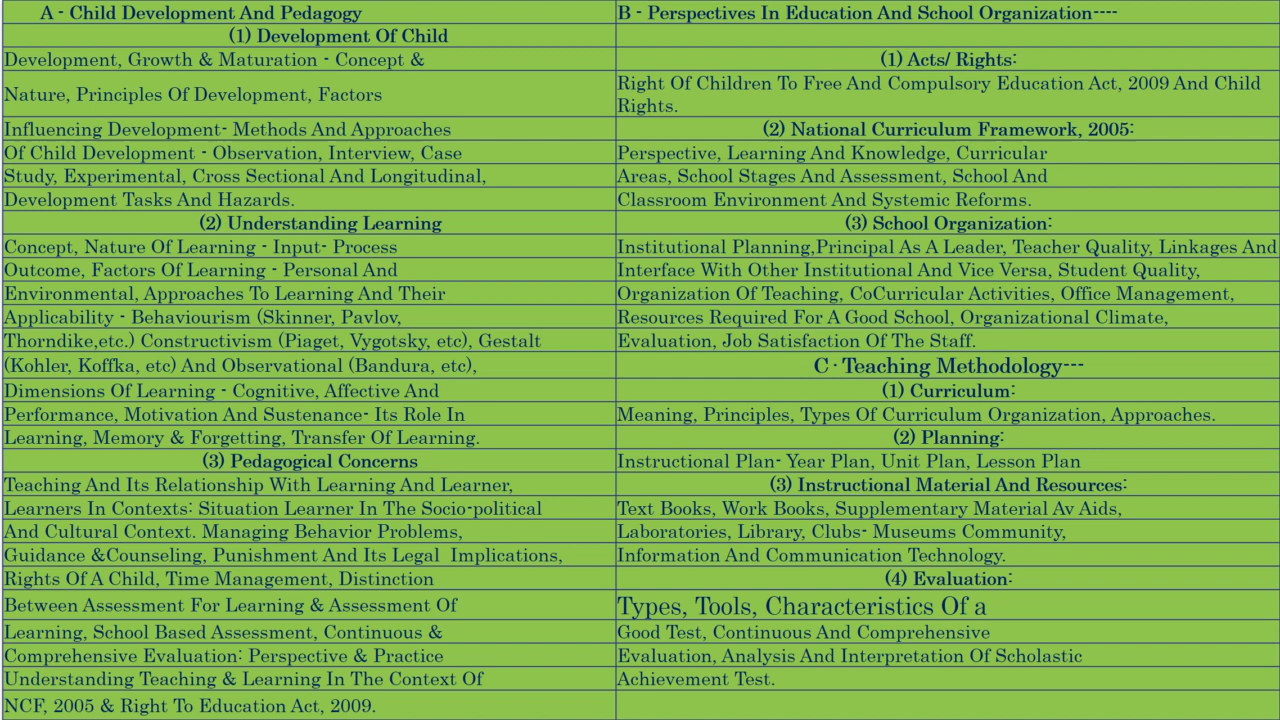 A - Child Development And Pedagogy
(1) Development Of Child
Development, Growth & Maturation - Concept &
Nature, Principles Of Development, Factors
Influencing Development- Methods And Approaches
Of Child Development - Observation, Interview, Case
Study, Experimental, Cross Sectional And Longitudinal,
Development Tasks And Hazards.
(2) Understanding Learning
Concept, Nature Of Learning - Input- Process
Outcome, Factors Of Learning - Personal And
Environmental, Approaches To Learning And Their
Applicability - Behaviourism (Skinner, Pavlov,
Thorndike,etc.) Constructivism (Piaget, Vygotsky, etc), Gestalt
(Kohler, Koffka, etc) And Observational (Bandura, etc),
Dimensions Of Learning - Cognitive, Affective And
Performance, Motivation And Sustenance- Its Role In
Learning, Memory & Forgetting, Transfer Of Learning.
(3) Pedagogical Concerns
Teaching And Its Relationship With Learning And Learner,
Learners In Contexts: Situation Learner In The Socio-political
And Cultural Context. Managing Behavior Problems,
Guidance &Counseling, Punishment And Its Legal Implications,
Rights Of A Child, Time Management, Distinction
Between Assessment For Learning & Assessment Of
Learning, School Based Assessment, Continuous &
Comprehensive Evaluation: Perspective & Practice
Understanding Teaching & Learning In The Context Of
NCF, 2005 & Right To Education Act, 2009.
B - Perspectives In Education And School Organization----
(1) Acts/ Rights:
Right Of Children To Free And Compulsory Education Act, 2009 And Child
Rights.
(2) National Curriculum Framework, 2005:
Perspective, Learning And Knowledge, Curricular
Areas, School Stages And Assessment, School And
Classroom Environment And Systemic Reforms.
(3) School Organization:
Institutional Planning,Principal As A Leader, Teacher Quality, Linkages And
Interface With Other Institutional And Vice Versa, Student Quality,
Organization Of Teaching, CoCurricular Activities, Office Management,
Resources Required For A Good School, Organizational Climate,
Evaluation, Job Satisfaction Of The Staff.
C · Teaching Methodology---
(1) Curriculum:
Meaning, Principles, Types Of Curriculum Organization, Approaches.
(2) Planning:
Instructional Plan- Year Plan, Unit Plan, Lesson Plan
(3) Instructional Material And Resources:
Text Books, Work Books, Supplementary Material Av Aids,
Laboratories, Library, Clubs- Museums Community,
Information And Communication Technology.
(4) Evaluation:
Types, Tools, Characteristics Of a
Good Test, Continuous And Comprehensive
Evaluation, Analysis And Interpretation Of Scholastic
Achievement Test.